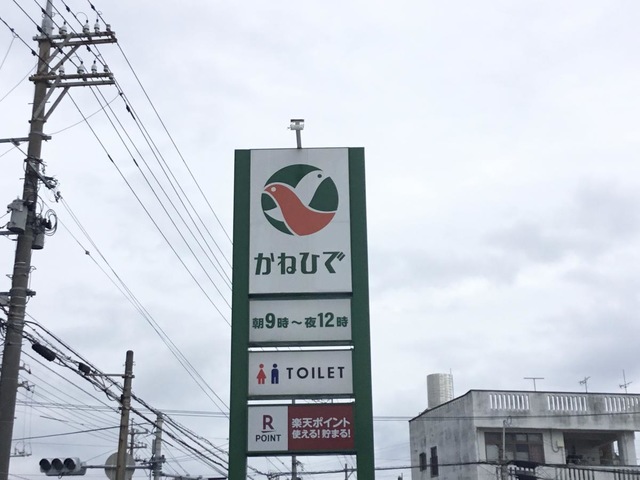 かねひで
朝9時～夜12時
TOILET
R
POINT
楽天ポイント
使える!貯まる!